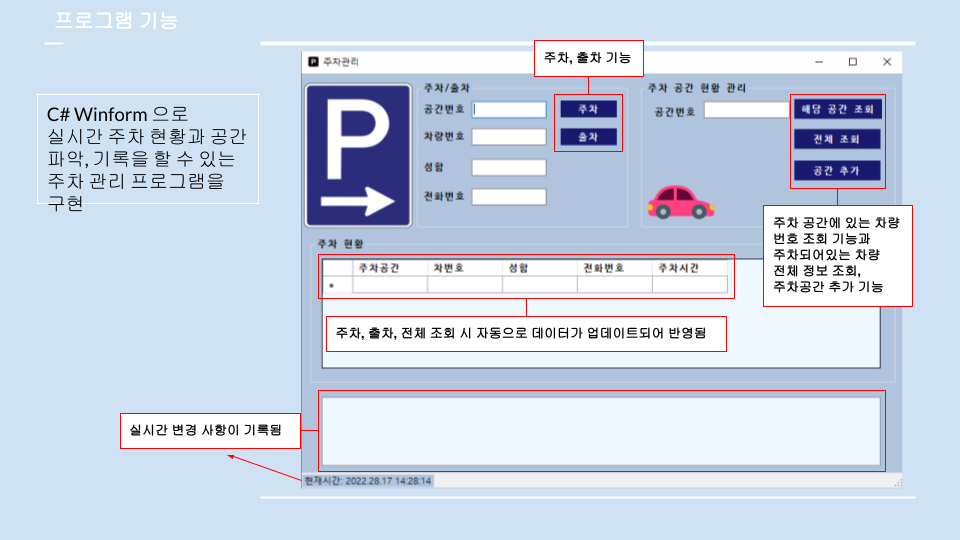 프로그램 기능
C# Winform 으로
실시간 주차 현황과 공간
파악, 기록을 할 수 있는
주차 관리 프로그램을
구현
주차, 출차 기능
P 주차관리
P
주차/출차
공간번호
차량번호
성함
전화번호
주차
출차
주차 공간 현황 관리
공간번호
해당 공간 조회
전체 조회
공간 추가
주차 공간에 있는 차량
번호 조회 기능과
주차되어있는 차량
전체 정보 조회,
주차공간 추가 기능
주차 현황
주차공간 차번호 성함 전화번호 주차시간
*
주차, 출차, 전체 조회 시 자동으로 데이터가 업데이트되어 반영됨
실시간 변경 사항이 기록됨
현재시간: 2022.28.17 14:28:14